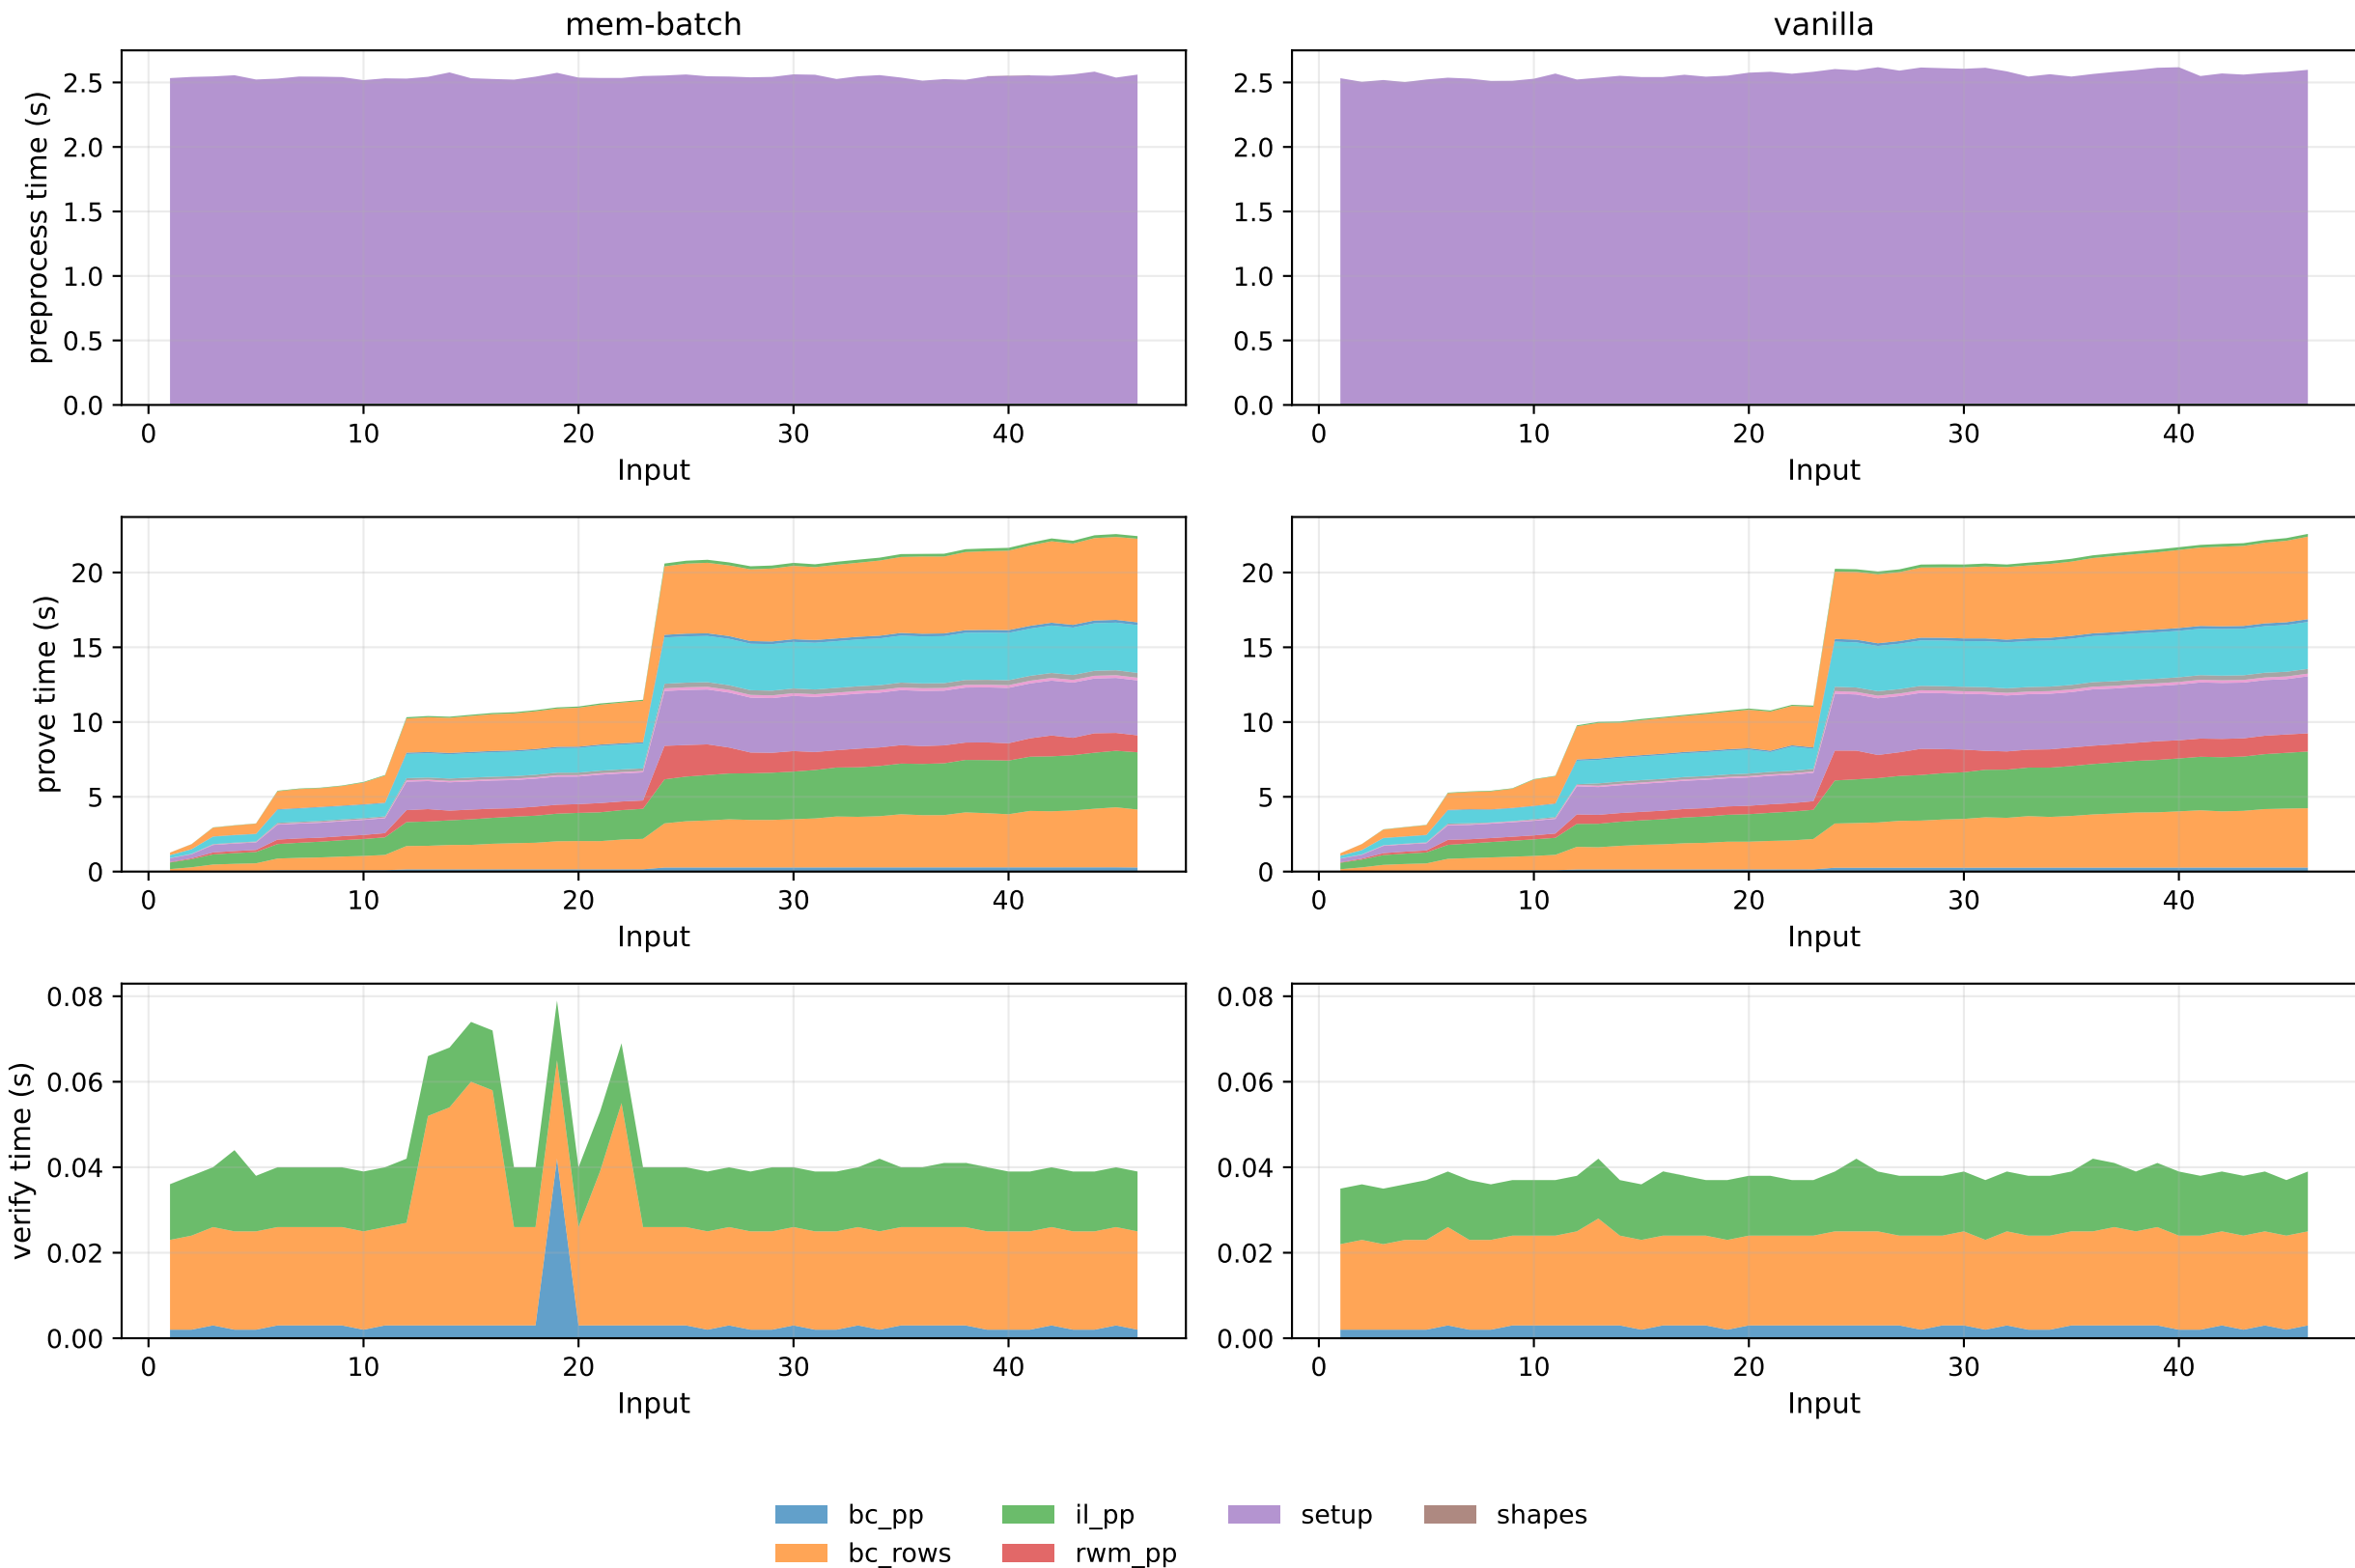 mem-batch
vanilla
preprocess time (s)
2.5
2.0
1.5
1.0
0.5
0.0
0 10 20 30 40
Input
2.5
2.0
1.5
1.0
0.5
0.0
0 10 20 30 40
Input
prove time (s)
20
15
10
5
0
0 10 20 30 40
Input
20
15
10
5
0
0 10 20 30 40
Input
verify time (s)
0.08
0.06
0.04
0.02
0.00
0 10 20 30 40
Input
0.08
0.06
0.04
0.02
0.00
0 10 20 30 40
Input
bc_pp il_pp setup shapes
bc_rows rwm_pp